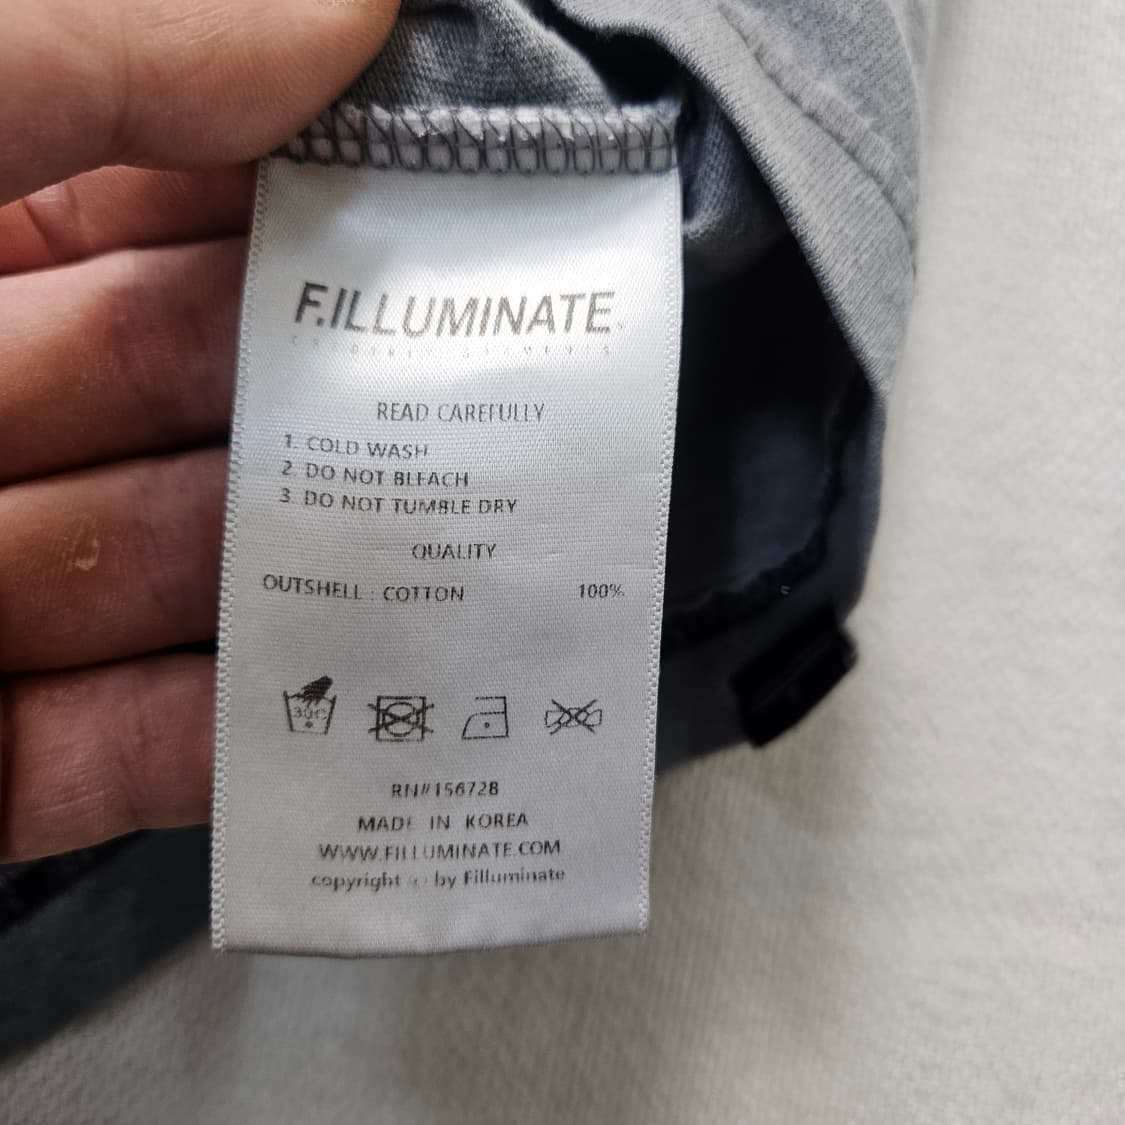 F.ILLUMINATE.
READ CAREFULLY
1. COLD WASH
2. DO NOT BLEACH
3. DO NOT TUMBLE DRY
QUALITY
OUTSHELL : COTTON 100%
30C
RN#156728
MADE IN KOREA
WWW.FILLUMINATE.COM
copyright © by Filluminate